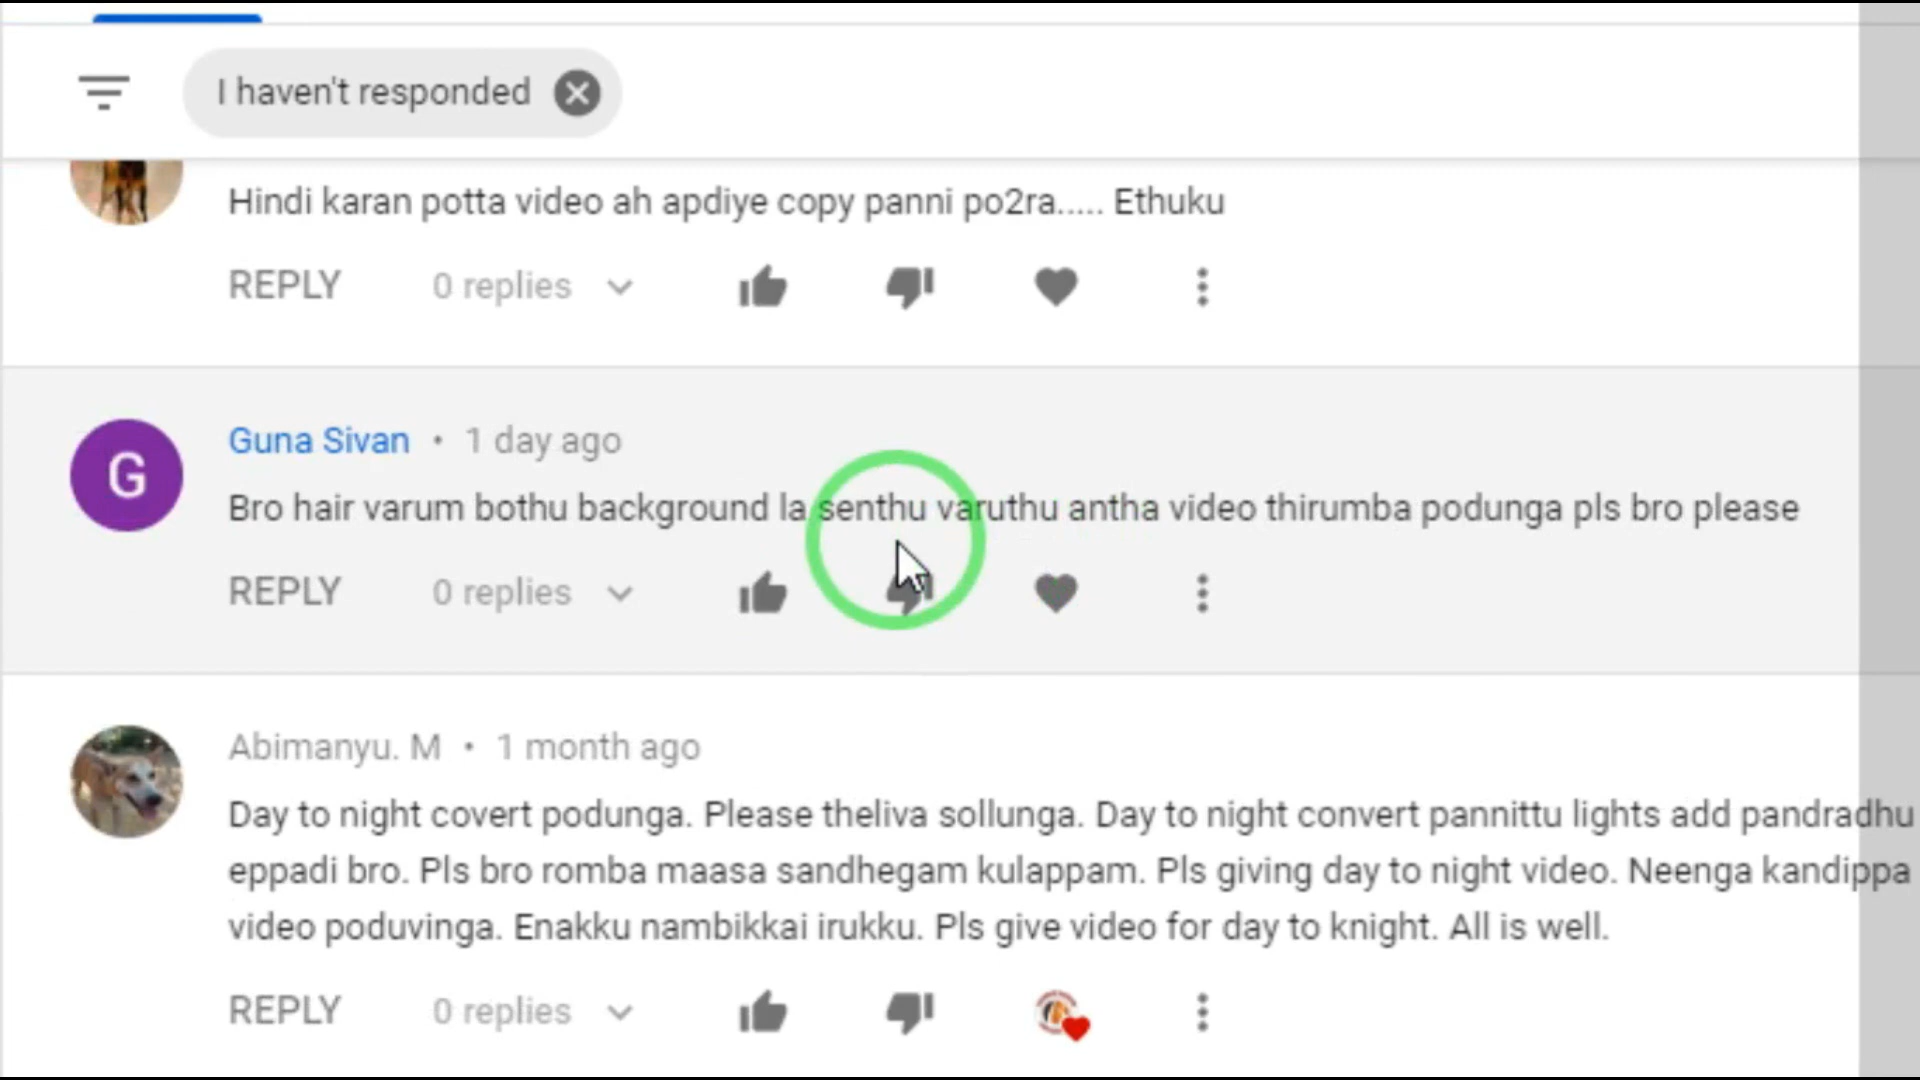 I haven't responded
Hindi karan potta video ah apdiye copy panni po2ra..... Ethuku
REPLY 0 replies
G
Guna Sivan • 1 day ago
Bro hair varum bothu background la senthu varuthu antha video thirumba podunga pls bro please
REPLY 0 replies
Abimanyu. M • 1 month ago
Day to night covert podunga. Please theliva sollunga. Day to night convert pannittu lights add pandradhu
eppadi bro. Pls bro romba maasa sandhegam kulappam. Pls giving day to night video. Neenga kandippa
video poduvinga. Enakku nambikkai irukku. Pls give video for day to knight. All is well.
REPLY 0 replies